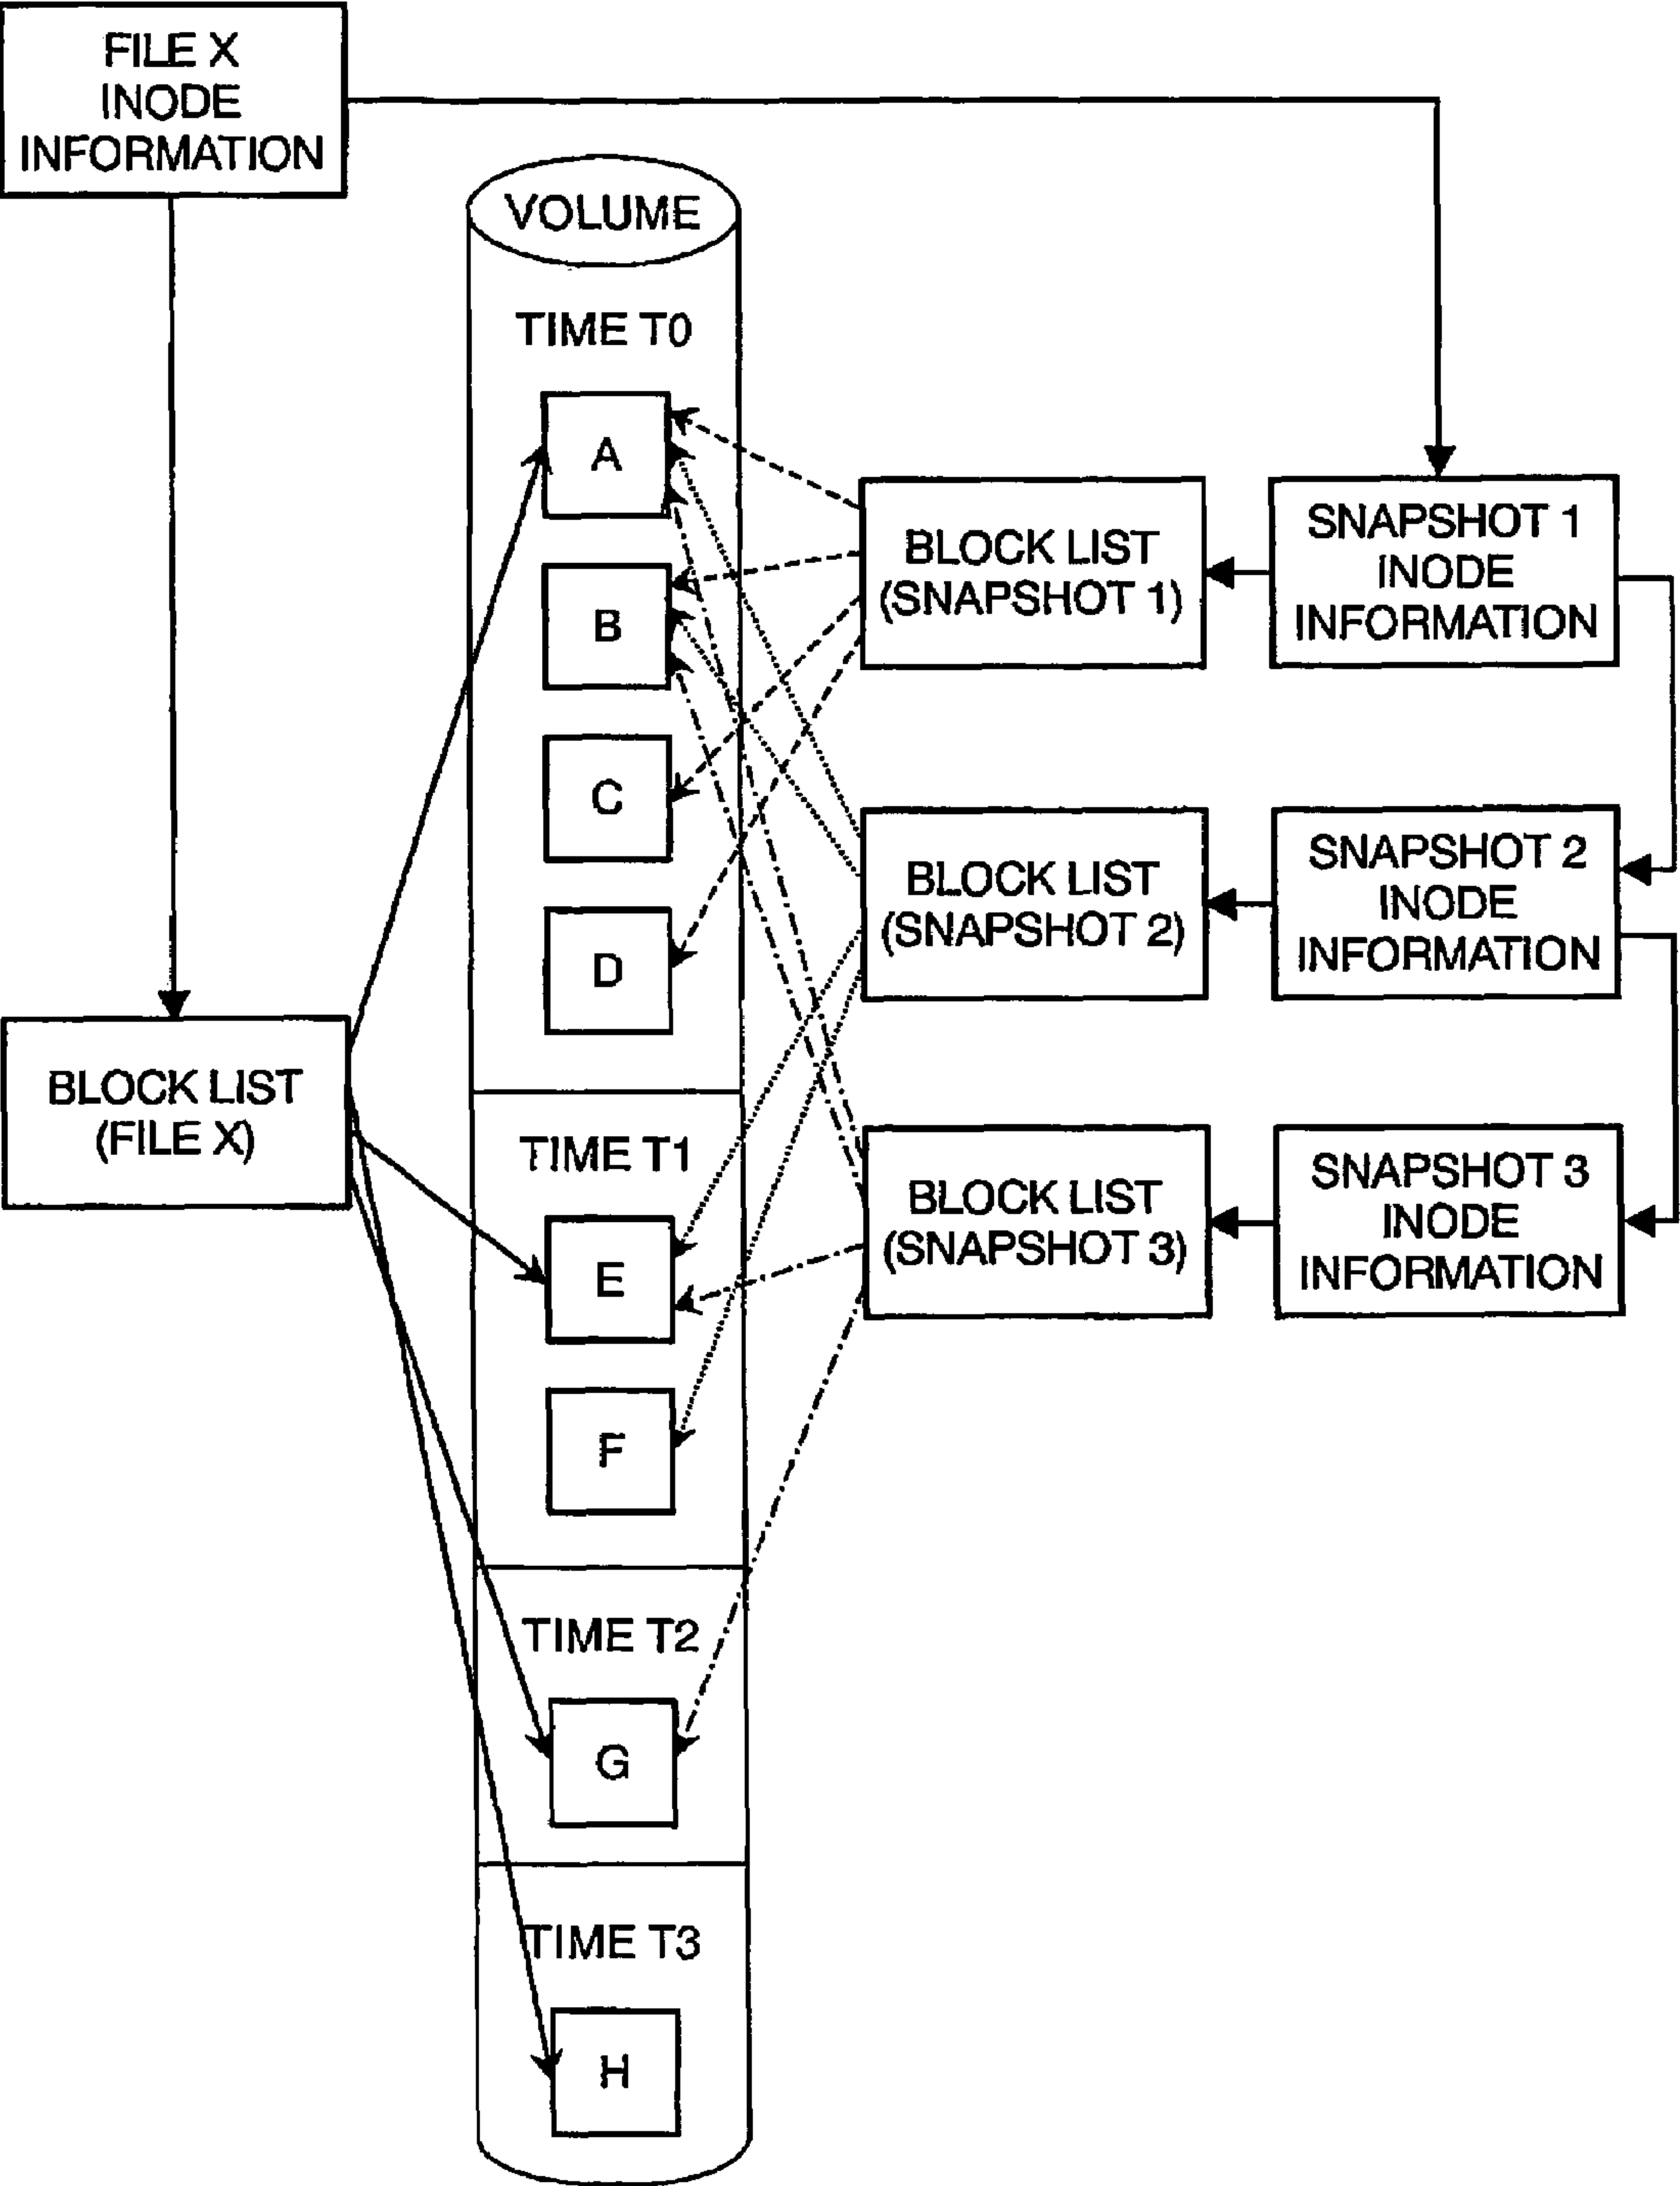 FILE X
INODE
INFORMATION
VOLUME
TIME T0
A
B
C
D
TIME T1
E
F
TIME T2
G
TIME T3
H
BLOCK LIST
(FILE X)
BLOCK LIST
(SNAPSHOT 1)
SNAPSHOT 1
INODE
INFORMATION
BLOCK LIST
(SNAPSHOT 2)
SNAPSHOT 2
INODE
INFORMATION
BLOCK LIST
(SNAPSHOT 3)
SNAPSHOT 3
INODE
INFORMATION